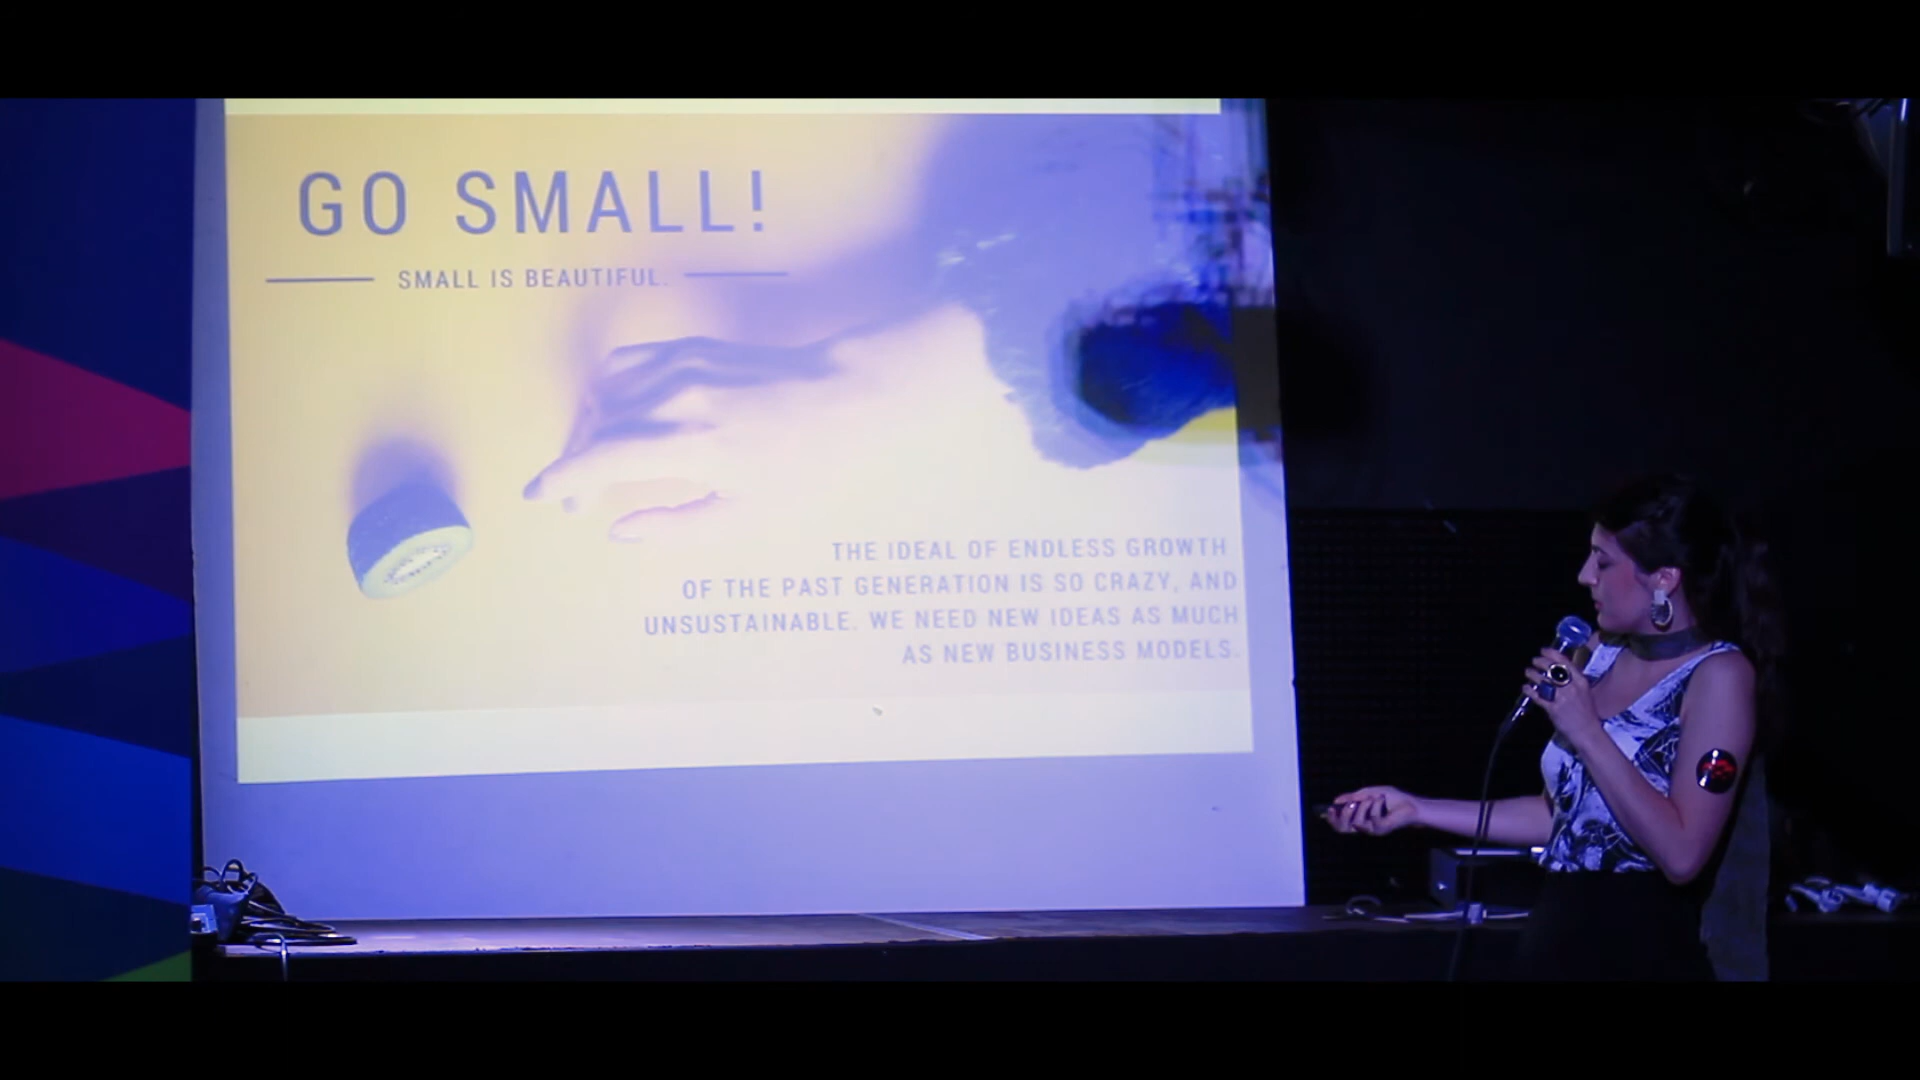 GO SMALL!
SMALL IS BEAUTIFUL.
THE IDEAL OF ENDLESS GROWTH
OF THE PAST GENERATION IS SO CRAZY, AND
UNSUSTAINABLE. WE NEED NEW IDEAS AS MUCH
AS NEW BUSINESS MODELS.